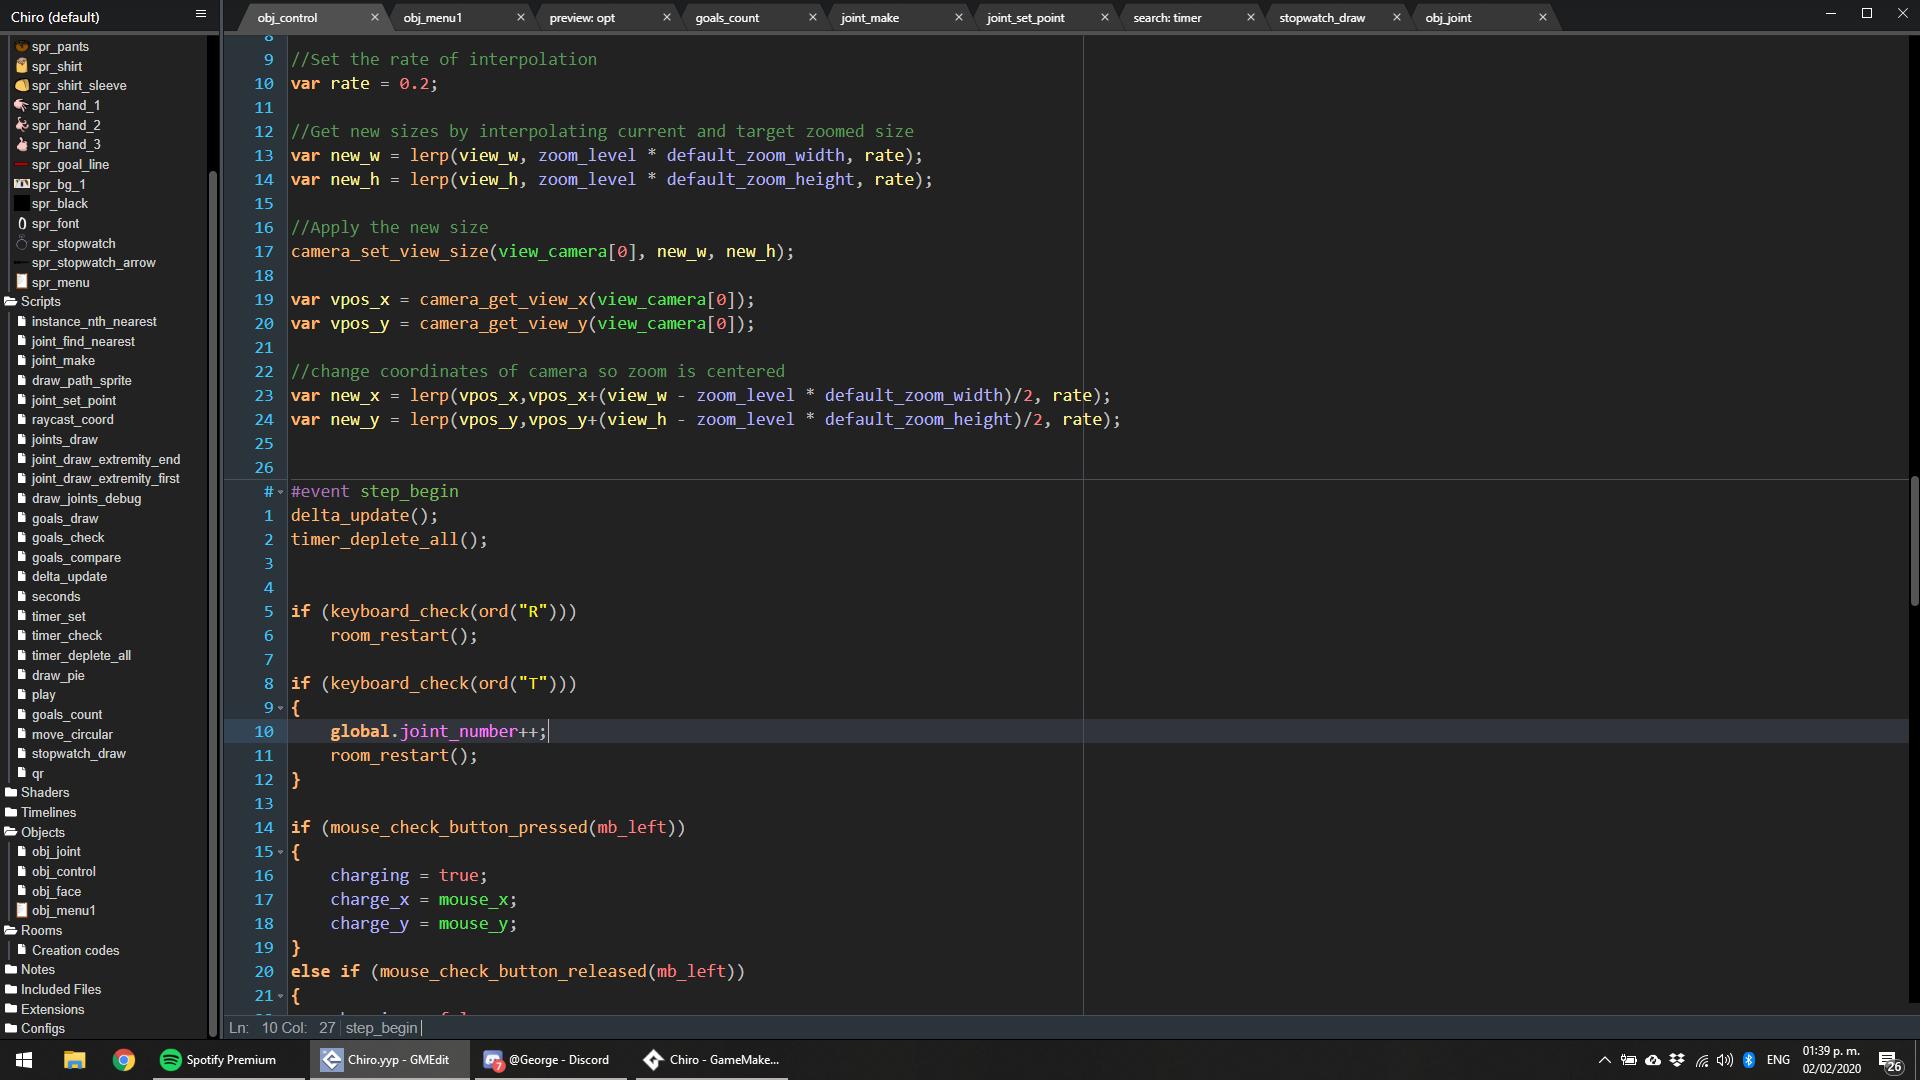 Chiro (default)
obj_control
obj_menu1
preview: opt
goals_count
joint_make
joint_set_point
search: timer
stopwatch_draw
obj_joint
spr_pants
spr_shirt
spr_shirt_sleeve
spr_hand_1
spr_hand_2
spr_hand_3
spr_goal_line
spr_bg_1
spr_black
spr_font
spr_stopwatch
spr_stopwatch_arrow
spr_menu
Scripts
instance_nth_nearest
joint_find_nearest
joint_make
draw_path_sprite
joint_set_point
raycast_coord
joints_draw
joint_draw_extremity_end
joint_draw_extremity_first
draw_joints_debug
goals_draw
goals_check
goals_compare
delta_update
seconds
timer_set
timer_check
timer_deplete_all
draw_pie
play
goals_count
move_circular
stopwatch_draw
qr
Shaders
Timelines
Objects
obj_joint
obj_control
obj_face
obj_menu1
Rooms
Creation codes
Notes
Included Files
Extensions
Configs
8
9 //Set the rate of interpolation
10 var rate = 0.2;
11
12 //Get new sizes by interpolating current and target zoomed size
13 var new_w = lerp(view_w, zoom_level * default_zoom_width, rate);
14 var new_h = lerp(view_h, zoom_level * default_zoom_height, rate);
15
16 //Apply the new size
17 camera_set_view_size(view_camera[0], new_w, new_h);
18
19 var vpos_x = camera_get_view_x(view_camera[0]);
20 var vpos_y = camera_get_view_y(view_camera[0]);
21
22 //change coordinates of camera so zoom is centered
23 var new_x = lerp(vpos_x,vpos_x+(view_w - zoom_level * default_zoom_width)/2, rate);
24 var new_y = lerp(vpos_y,vpos_y+(view_h - zoom_level * default_zoom_height)/2, rate);
25
26
# #event step_begin
1 delta_update();
2 timer_deplete_all();
3
4
5 if (keyboard_check(ord("R")))
6 room_restart();
7
8 if (keyboard_check(ord("T")))
9 {
10 global.joint_number++;
11 room_restart();
12 }
13
14 if (mouse_check_button_pressed(mb_left))
15 {
16 charging = true;
17 charge_x = mouse_x;
18 charge_y = mouse_y;
19 }
20 else if (mouse_check_button_released(mb_left))
21 {
Ln: 10 Col: 27 step_begin
Spotify Premium
Chiro.yyp - GMEdit
7
@George - Discord
Chiro - GameMake...
ENG
01:39 p. m.
02/02/2020
26